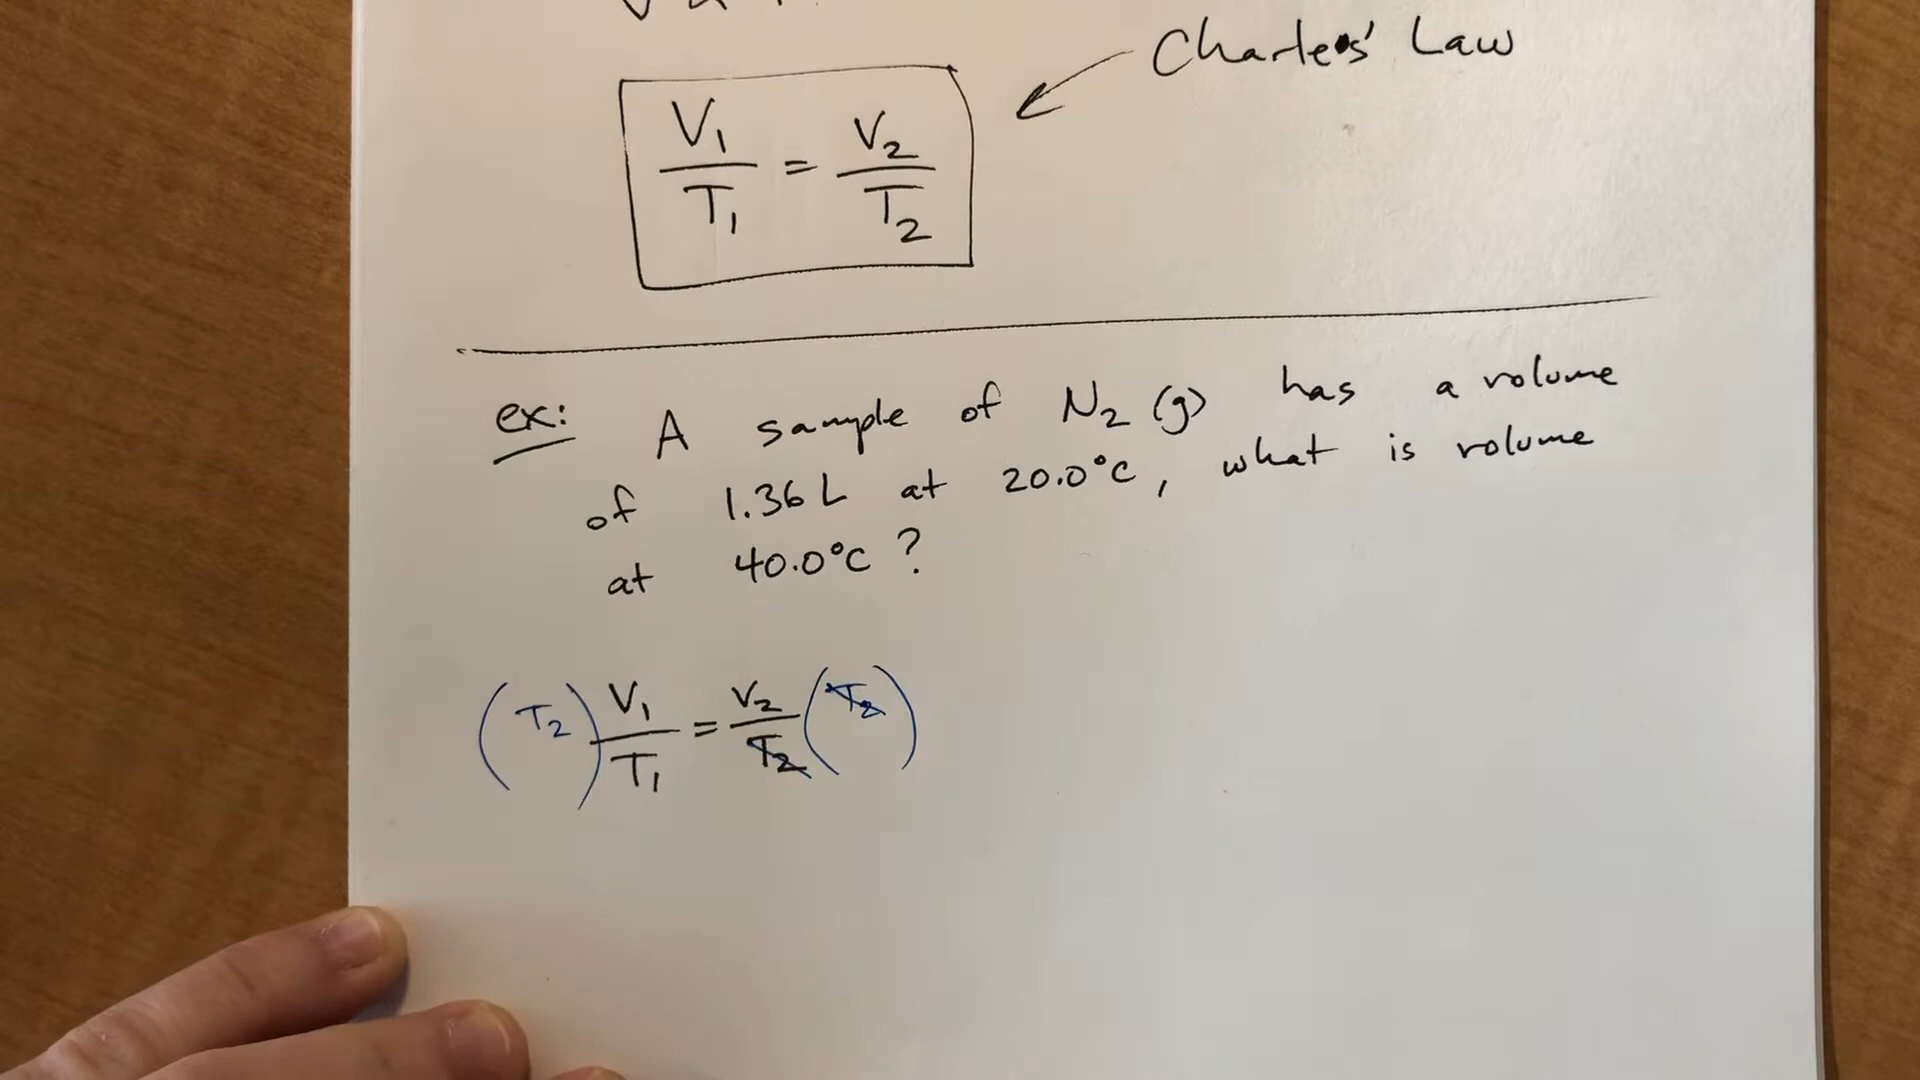 Charles' Law
V₁/T₁ = V₂/T₂
ex: A sample of N₂ (g) has a volume
of 1.36 L at 20.0°C, what is volume
at 40.0°C ?
(T₂) V₁/T₁ = V₂/T₂ (T₂)